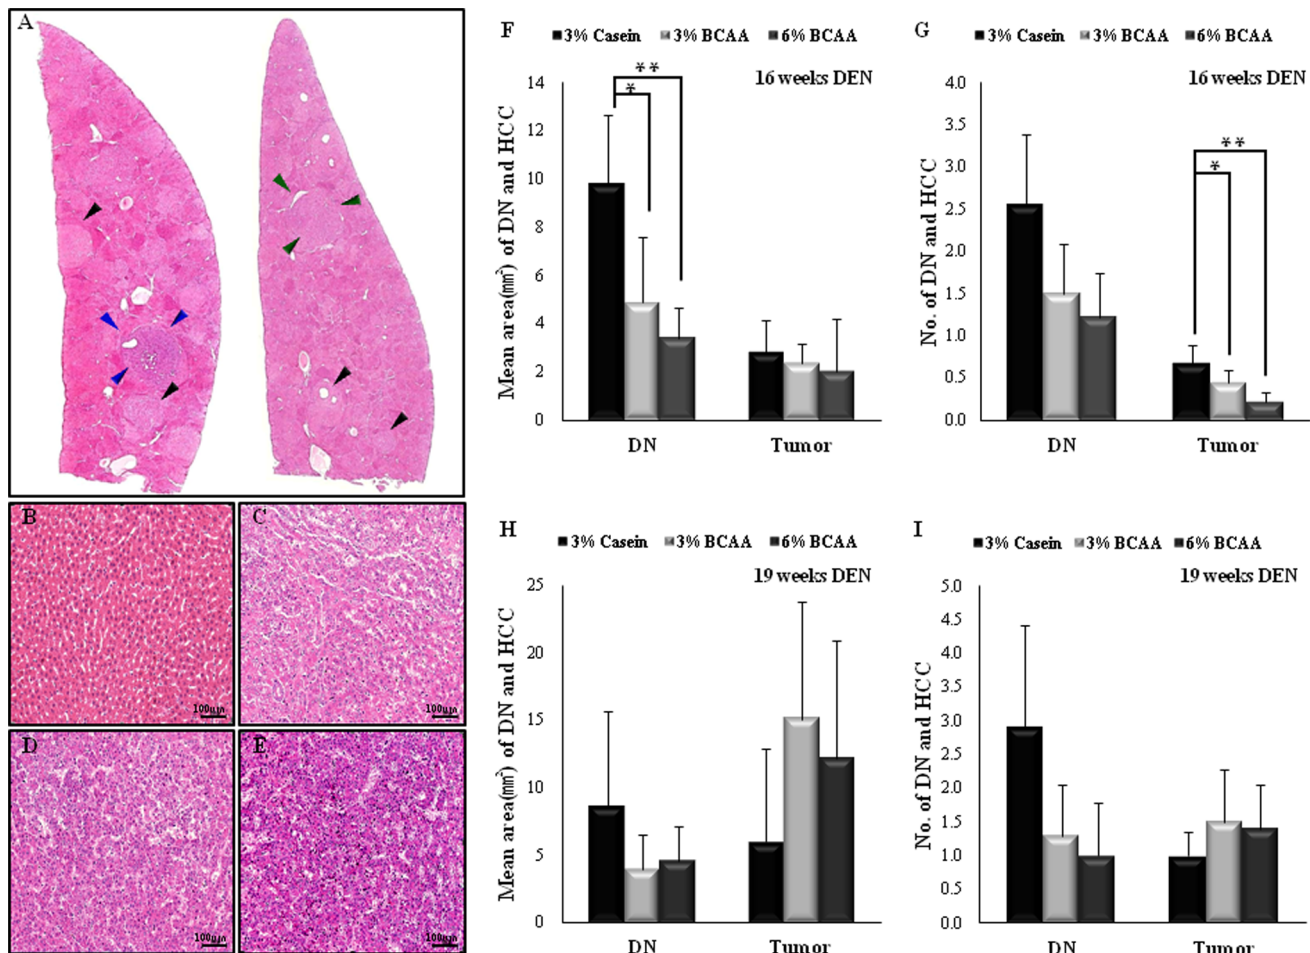 A
B
100μm
C
100μm
D
100μm
E
100μm
F
3% Casein 3% BCAA 6% BCAA
16 weeks DEN
Mean area(㎟) of DN and HCC
14
12
10
8
6
4
2
0
* *
*
DN Tumor
G
3% Casein 3% BCAA 6% BCAA
16 weeks DEN
No. of DN and HCC
4.0
3.5
3.0
2.5
2.0
1.5
1.0
0.5
0.0
* *
*
DN Tumor
H
3% Casein 3% BCAA 6% BCAA
19 weeks DEN
Mean area(㎟) of DN and HCC
25
20
15
10
5
0
DN Tumor
I
3% Casein 3% BCAA 6% BCAA
19 weeks DEN
No. of DN and HCC
5.0
4.5
4.0
3.5
3.0
2.5
2.0
1.5
1.0
0.5
0.0
DN Tumor